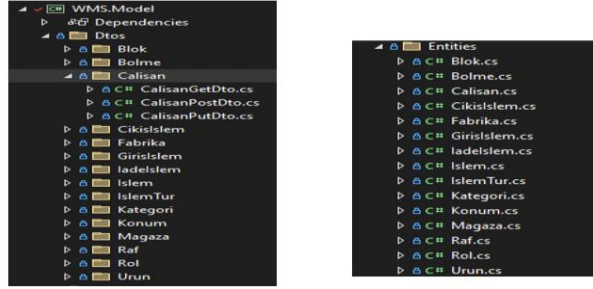 C# WMS.Model
Dependencies
Dtos
Blok
Bolme
Calisan
C# CalisanGetDto.cs
C# CalisanPostDto.cs
C# CalisanPutDto.cs
CikisIslem
Fabrika
GirisIslem
IadeIslem
Islem
IslemTur
Kategori
Konum
Magaza
Raf
Rol
Urun
Entities
C# Blok.cs
C# Bolme.cs
C# Calisan.cs
C# CikisIslem.cs
C# Fabrika.cs
C# GirisIslem.cs
C# IadeIslem.cs
C# Islem.cs
C# IslemTur.cs
C# Kategori.cs
C# Konum.cs
C# Magaza.cs
C# Raf.cs
C# Rol.cs
C# Urun.cs